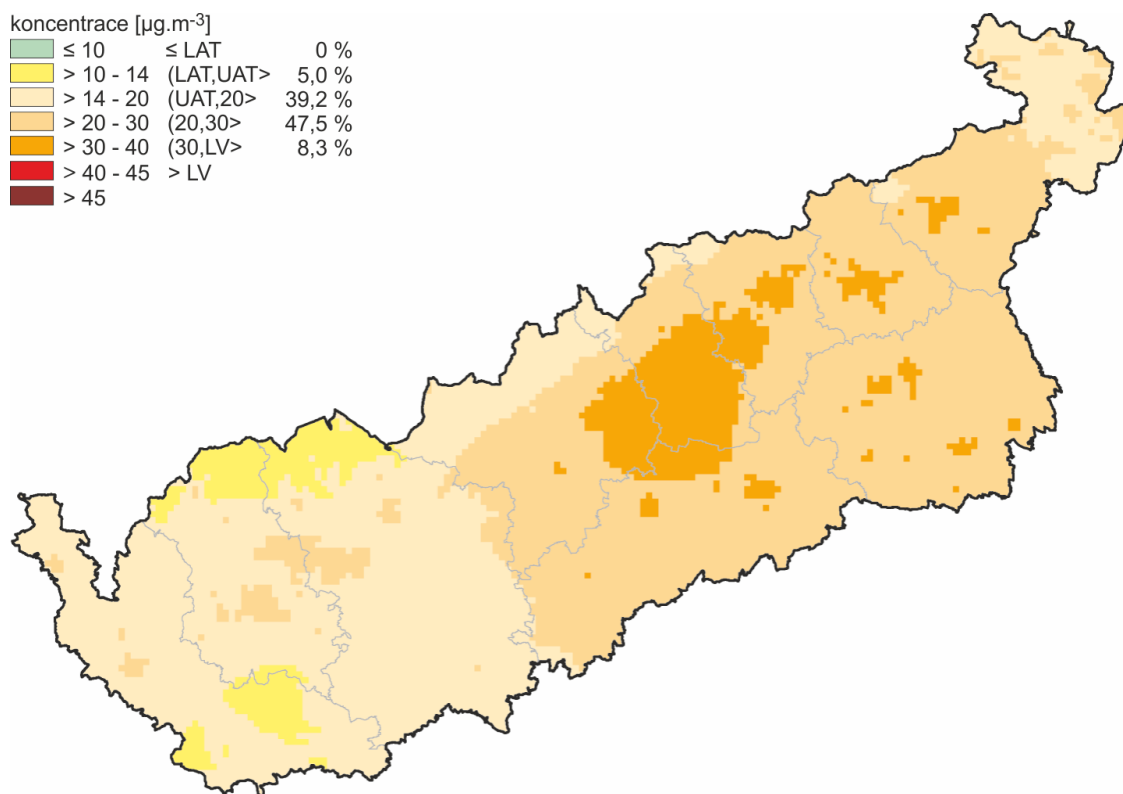 koncentrace [µg.m-3]
≤ 10 ≤ LAT 0 %
> 10 - 14 (LAT,UAT> 5,0 %
> 14 - 20 (UAT,20> 39,2 %
> 20 - 30 (20,30> 47,5 %
> 30 - 40 (30,LV> 8,3 %
> 40 - 45 > LV
> 45